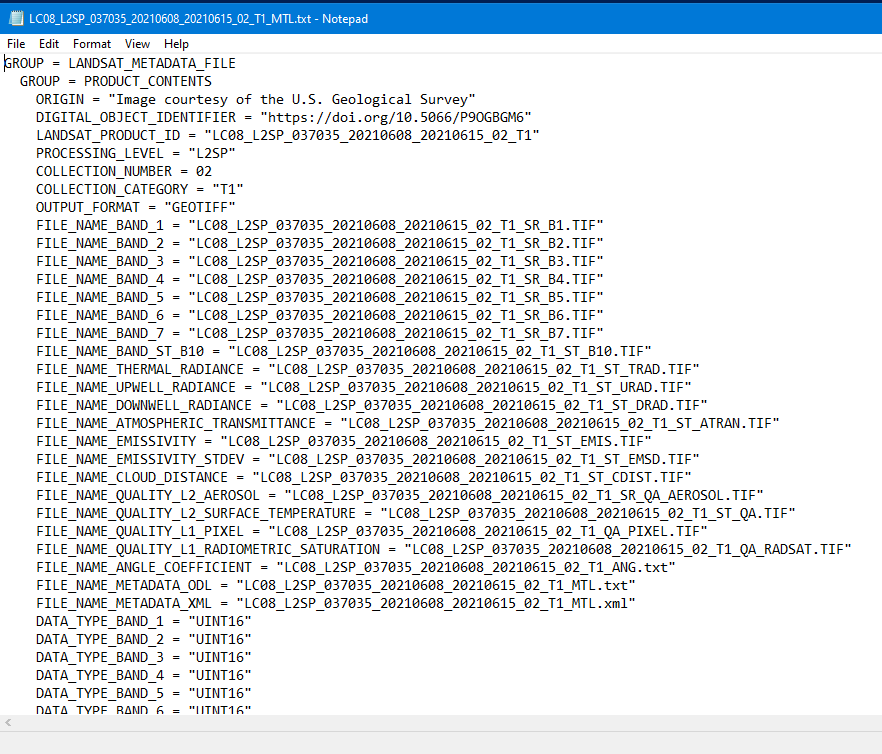 LC08_L2SP_037035_20210608_20210615_02_T1_MTL.txt - Notepad
File Edit Format View Help
GROUP = LANDSAT_METADATA_FILE
  GROUP = PRODUCT_CONTENTS
    ORIGIN = "Image courtesy of the U.S. Geological Survey"
    DIGITAL_OBJECT_IDENTIFIER = "https://doi.org/10.5066/P9OGBGM6"
    LANDSAT_PRODUCT_ID = "LC08_L2SP_037035_20210608_20210615_02_T1"
    PROCESSING_LEVEL = "L2SP"
    COLLECTION_NUMBER = 02
    COLLECTION_CATEGORY = "T1"
    OUTPUT_FORMAT = "GEOTIFF"
    FILE_NAME_BAND_1 = "LC08_L2SP_037035_20210608_20210615_02_T1_SR_B1.TIF"
    FILE_NAME_BAND_2 = "LC08_L2SP_037035_20210608_20210615_02_T1_SR_B2.TIF"
    FILE_NAME_BAND_3 = "LC08_L2SP_037035_20210608_20210615_02_T1_SR_B3.TIF"
    FILE_NAME_BAND_4 = "LC08_L2SP_037035_20210608_20210615_02_T1_SR_B4.TIF"
    FILE_NAME_BAND_5 = "LC08_L2SP_037035_20210608_20210615_02_T1_SR_B5.TIF"
    FILE_NAME_BAND_6 = "LC08_L2SP_037035_20210608_20210615_02_T1_SR_B6.TIF"
    FILE_NAME_BAND_7 = "LC08_L2SP_037035_20210608_20210615_02_T1_SR_B7.TIF"
    FILE_NAME_BAND_ST_B10 = "LC08_L2SP_037035_20210608_20210615_02_T1_ST_B10.TIF"
    FILE_NAME_THERMAL_RADIANCE = "LC08_L2SP_037035_20210608_20210615_02_T1_ST_TRAD.TIF"
    FILE_NAME_UPWELL_RADIANCE = "LC08_L2SP_037035_20210608_20210615_02_T1_ST_URAD.TIF"
    FILE_NAME_DOWNWELL_RADIANCE = "LC08_L2SP_037035_20210608_20210615_02_T1_ST_DRAD.TIF"
    FILE_NAME_ATMOSPHERIC_TRANSMITTANCE = "LC08_L2SP_037035_20210608_20210615_02_T1_ST_ATRAN.TIF"
    FILE_NAME_EMISSIVITY = "LC08_L2SP_037035_20210608_20210615_02_T1_ST_EMIS.TIF"
    FILE_NAME_EMISSIVITY_STDEV = "LC08_L2SP_037035_20210608_20210615_02_T1_ST_EMSD.TIF"
    FILE_NAME_CLOUD_DISTANCE = "LC08_L2SP_037035_20210608_20210615_02_T1_ST_CDIST.TIF"
    FILE_NAME_QUALITY_L2_AEROSOL = "LC08_L2SP_037035_20210608_20210615_02_T1_SR_QA_AEROSOL.TIF"
    FILE_NAME_QUALITY_L2_SURFACE_TEMPERATURE = "LC08_L2SP_037035_20210608_20210615_02_T1_ST_QA.TIF"
    FILE_NAME_QUALITY_L1_PIXEL = "LC08_L2SP_037035_20210608_20210615_02_T1_QA_PIXEL.TIF"
    FILE_NAME_QUALITY_L1_RADIOMETRIC_SATURATION = "LC08_L2SP_037035_20210608_20210615_02_T1_QA_RADSAT.TIF"
    FILE_NAME_ANGLE_COEFFICIENT = "LC08_L2SP_037035_20210608_20210615_02_T1_ANG.txt"
    FILE_NAME_METADATA_ODL = "LC08_L2SP_037035_20210608_20210615_02_T1_MTL.txt"
    FILE_NAME_METADATA_XML = "LC08_L2SP_037035_20210608_20210615_02_T1_MTL.xml"
    DATA_TYPE_BAND_1 = "UINT16"
    DATA_TYPE_BAND_2 = "UINT16"
    DATA_TYPE_BAND_3 = "UINT16"
    DATA_TYPE_BAND_4 = "UINT16"
    DATA_TYPE_BAND_5 = "UINT16"
    DATA_TYPE_BAND_6 = "UINT16"